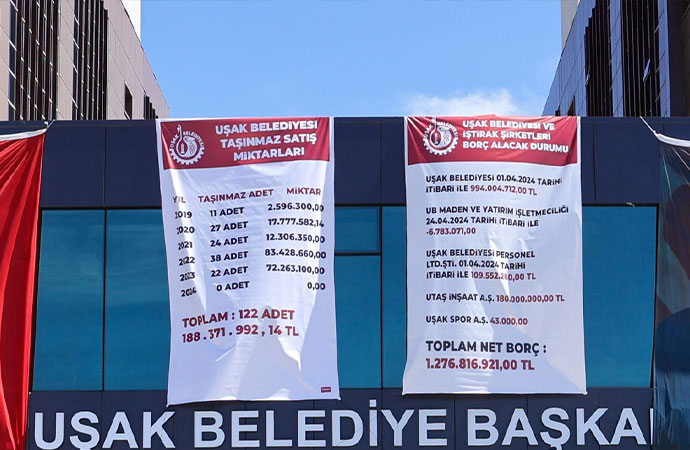 UŞAK BELEDİYESİ
TAŞINMAZ SATIŞ
MİKTARLARI
YIL TAŞINMAZ ADET MİKTAR
2019 11 ADET 2.596.300,00
2020 27 ADET 17.777.582,14
2021 24 ADET 12.306.350,00
2022 38 ADET 83.428.660,00
2023 22 ADET 72.263.100,00
2024 0 ADET 0,00
TOPLAM : 122 ADET
188.371.992,14 TL
UŞAK BELEDİYESİ VE
İŞTIRAK ŞİRKETLERİ
BORÇ ALACAK DURUMU
UŞAK BELEDİYESİ 01.04.2024 TARİHİ
İTİBARI İLE 994.004.712,00 TL
UB MADEN VE YATIRIM İŞLETMECİLİĞİ
24.04.2024 TARİHİ İTİBARI İLE
-6.783.071,00
UŞAK BELEDİYESİ PERSONEL
LTD.ŞTİ. 01.04.2024 TARİHİ
İTİBARI İLE 109.552.280,00 TL
UTAŞ İNŞAAT A.Ş. 180.000.000,00 TL
UŞAK SPOR A.Ş. 43.000,00
TOPLAM NET BORÇ :
1.276.816.921,00 TL
UŞAK BELEDİYE BAŞKA